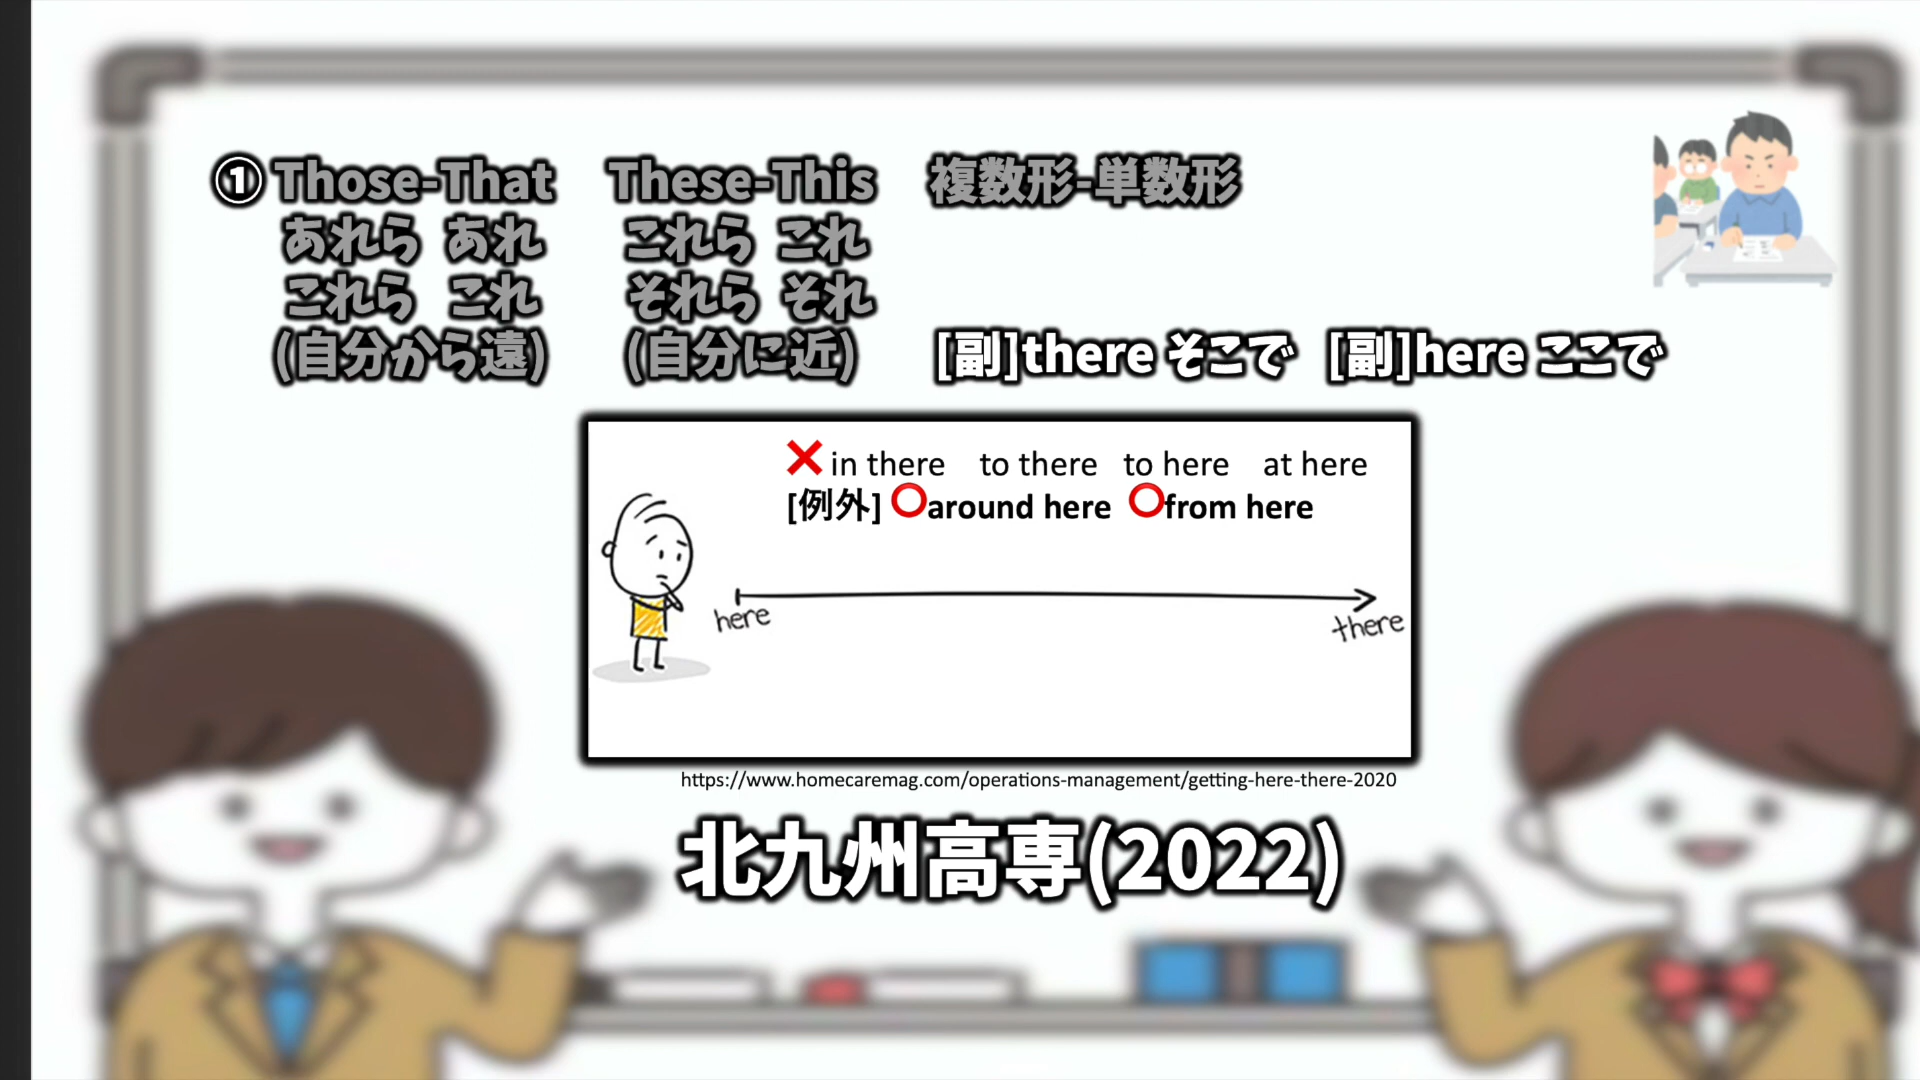 ① Those-That These-This 複数形-単数形
あれら あれ これら これ
これら これ それら それ
(自分から遠) (自分に近) [副]there そこで [副]here ここで
❌ in there to there to here at here
[例外] ⭕around here ⭕from here
here
there
https://www.homecaremag.com/operations-management/getting-here-there-2020
北九州高専(2022)